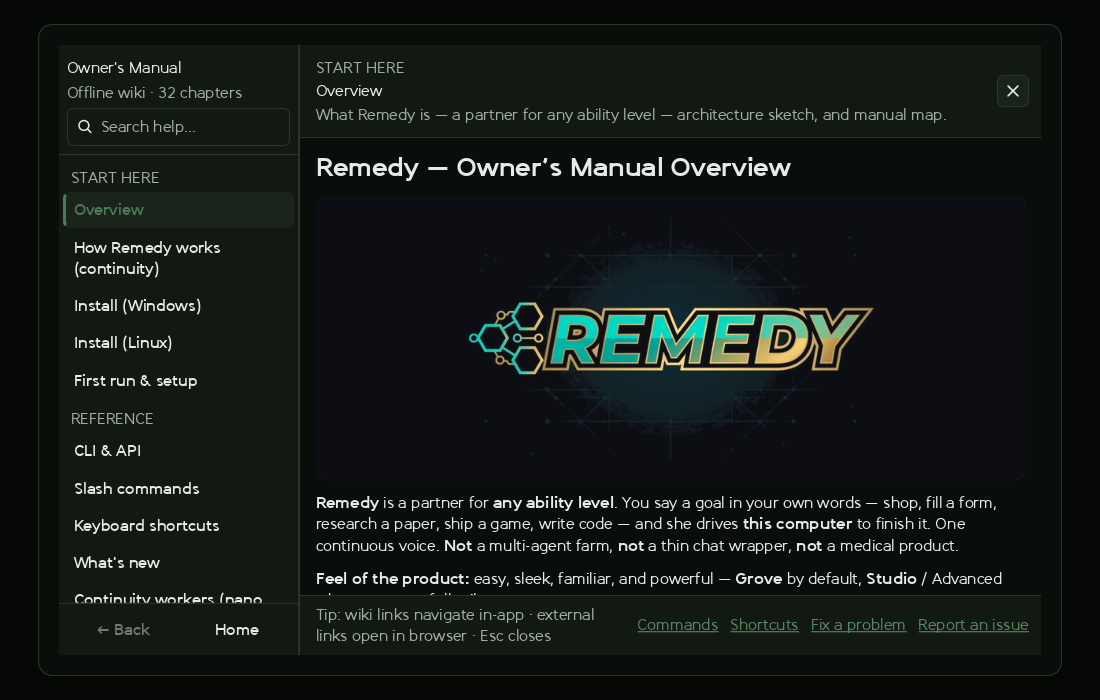 Owner's Manual
Offline wiki · 32 chapters
Search help...
START HERE
Overview
How Remedy works
(continuity)
Install (Windows)
Install (Linux)
First run & setup
REFERENCE
CLI & API
Slash commands
Keyboard shortcuts
What's new
Continuity workers (nano
← Back
Home
START HERE
Overview
What Remedy is — a partner for any ability level — architecture sketch, and manual map.
Remedy — Owner's Manual Overview
REMEDY
Remedy is a partner for any ability level. You say a goal in your own words — shop, fill a form,
research a paper, ship a game, write code — and she drives this computer to finish it. One
continuous voice. Not a multi-agent farm, not a thin chat wrapper, not a medical product.
Feel of the product: easy, sleek, familiar, and powerful — Grove by default, Studio / Advanced
Tip: wiki links navigate in-app · external
links open in browser · Esc closes
Commands Shortcuts Fix a problem Report an issue